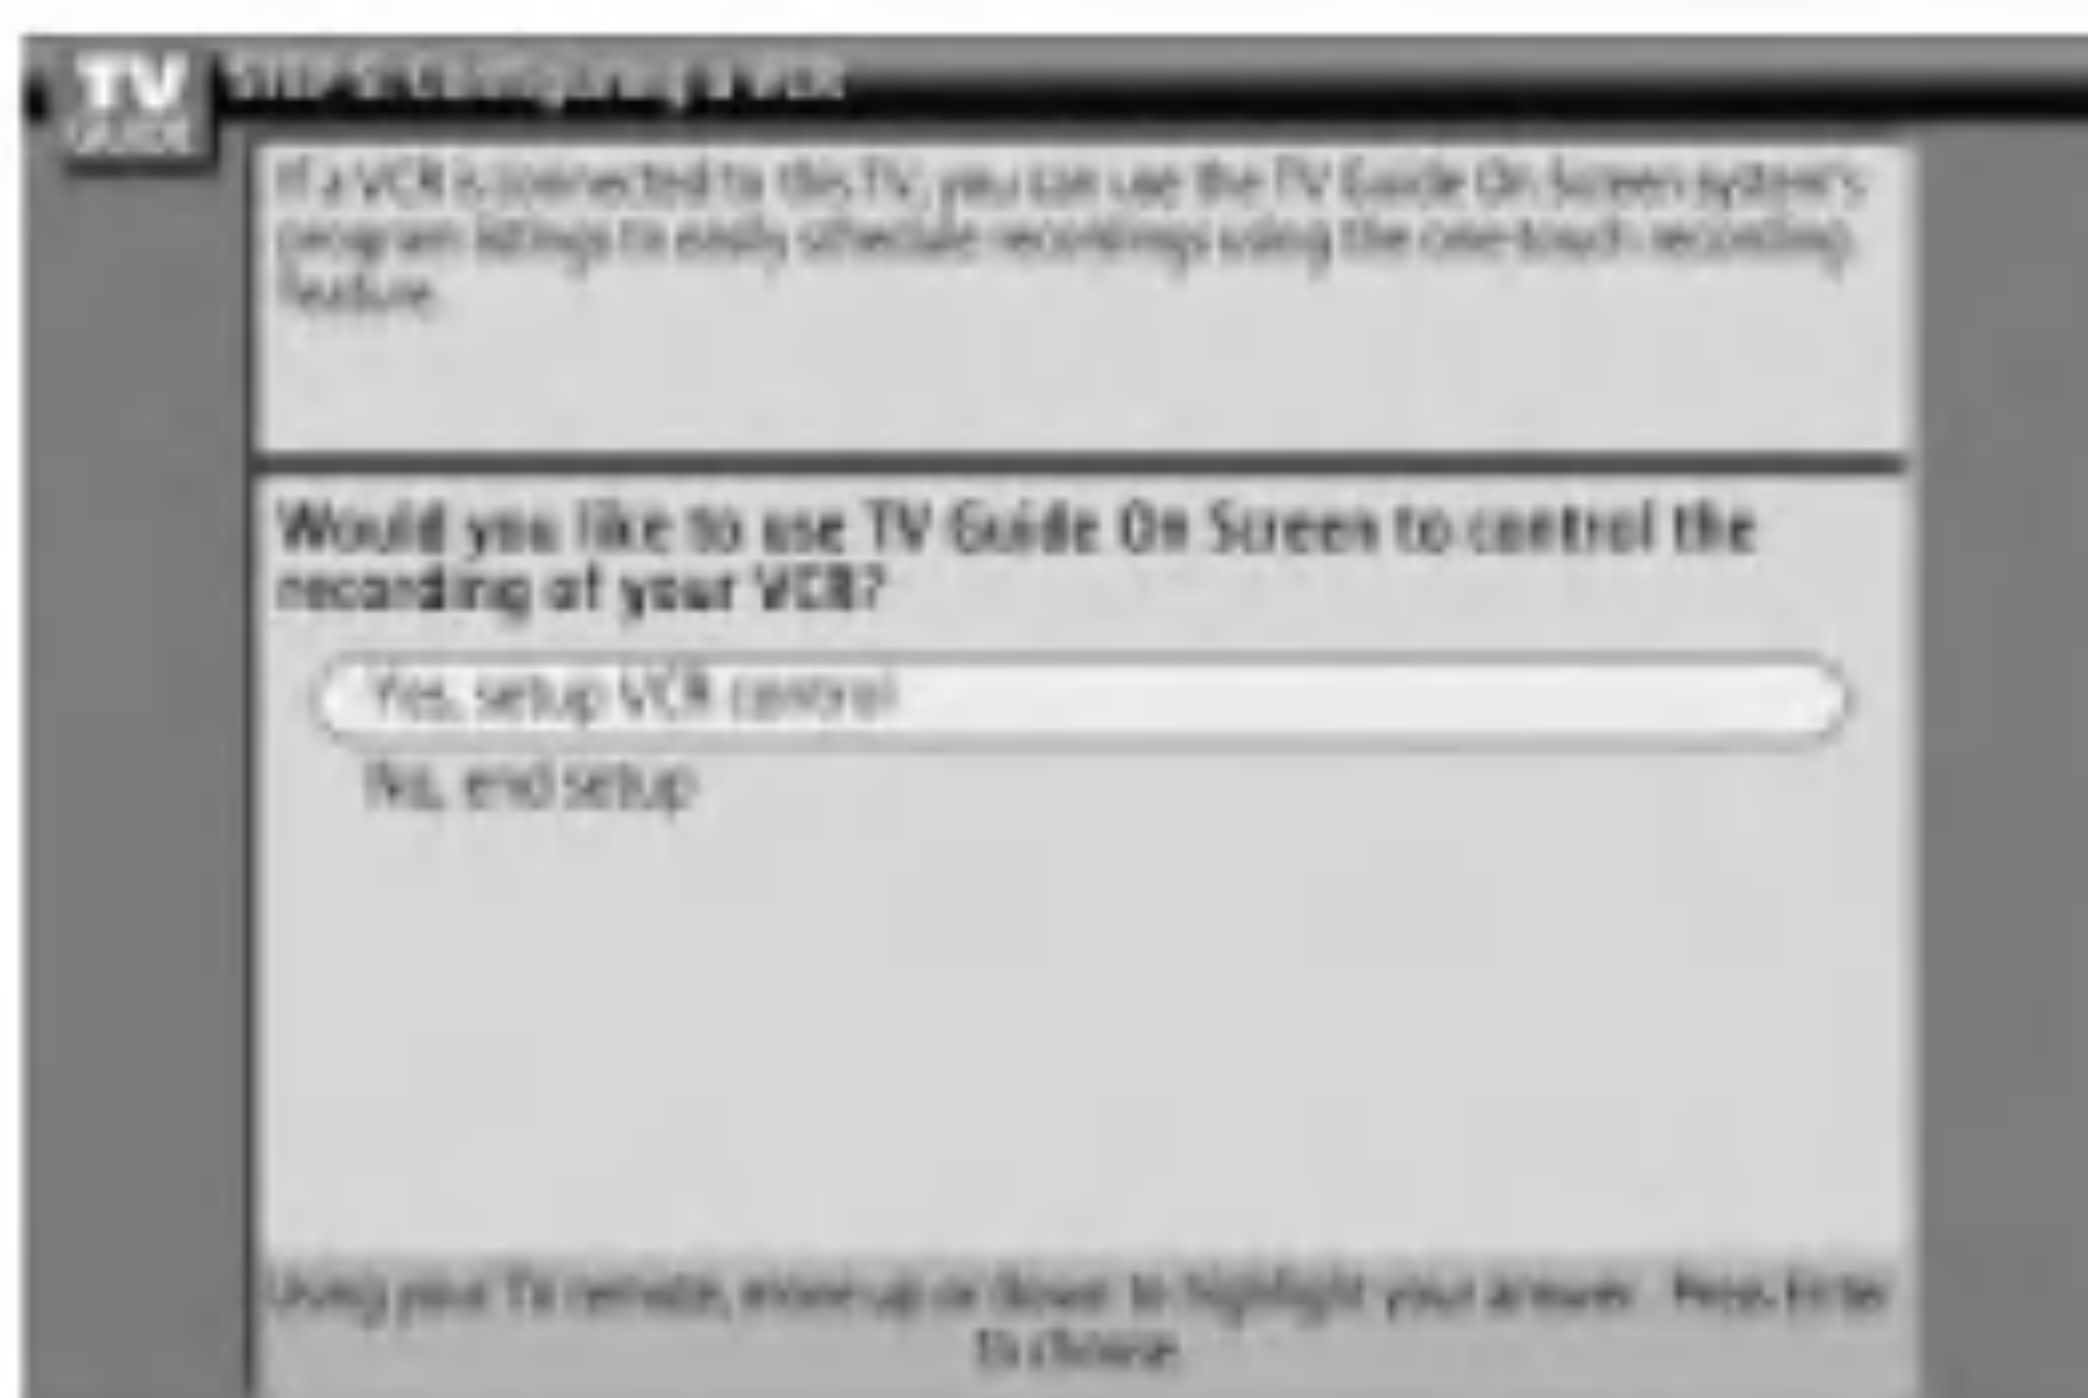 TV
GUIDE
Configuring a VCR
If a VCR is connected to this TV, you can use the TV Guide On Screen system's
program listings to easily schedule recordings using the one-touch recording
feature.
Would you like to use TV Guide On Screen to control the
recording of your VCR?
Yes, setup VCR control
No, end setup
Using your TV remote, move up or down to highlight your answer. Press Enter
to choose.